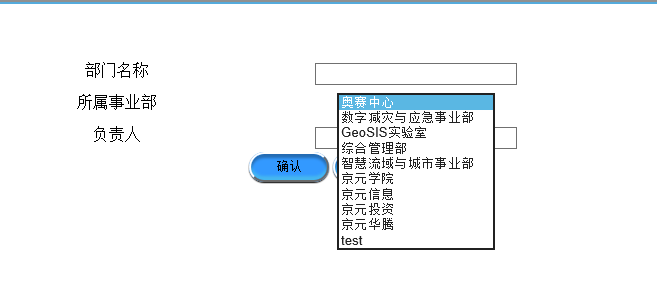 部门名称
所属事业部
奥赛中心
数字减灾与应急事业部
负责人
GeoSIS实验室
综合管理部
确认
智慧流域与城市事业部
京元学院
京元信息
京元投资
京元华腾
test